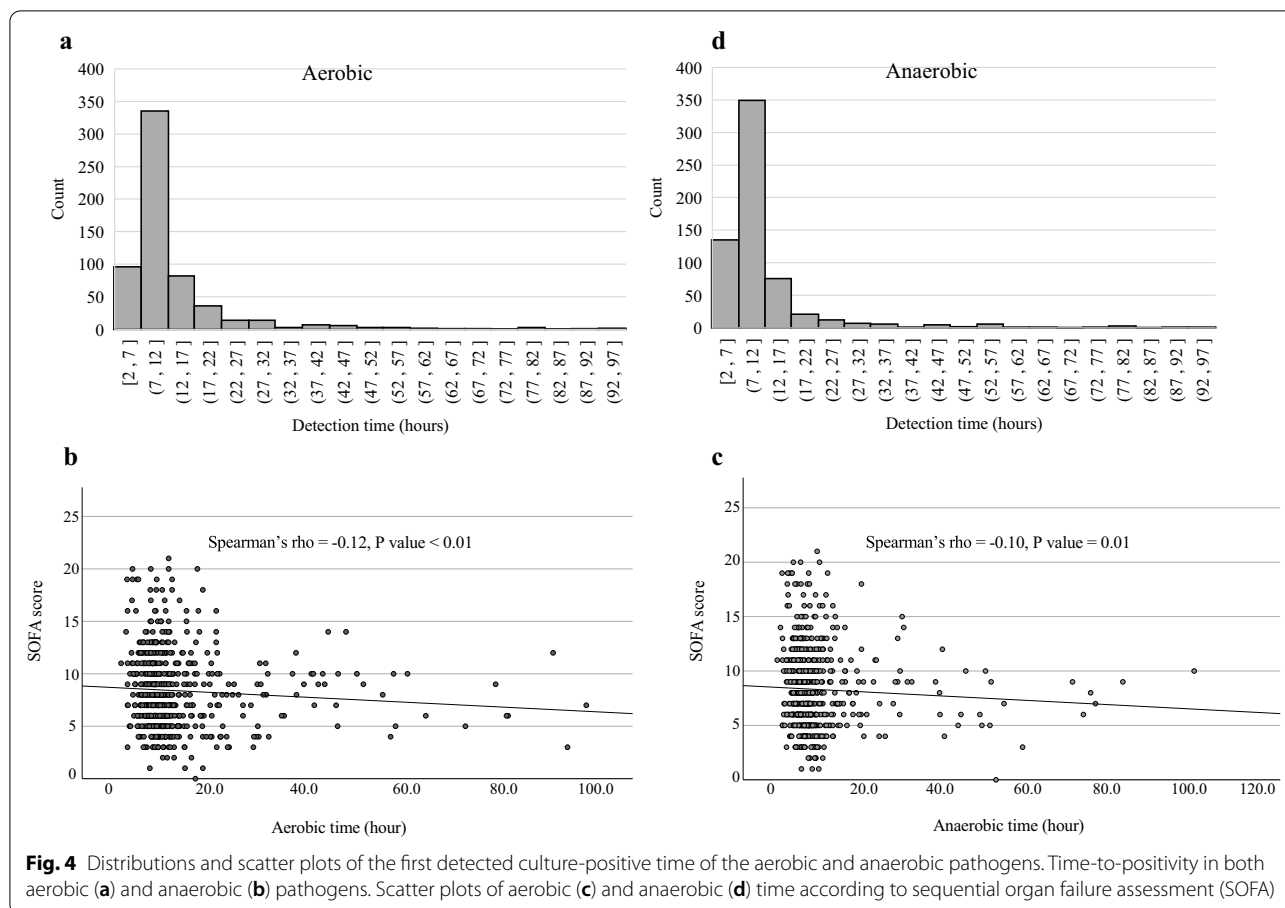 a
Aerobic
400
350
300
250
200
150
100
50
0
Count
[2 , 7 ]
(7 , 12 ]
(12 , 17 ]
(17 , 22 ]
(22 , 27 ]
(27 , 32 ]
(32 , 37 ]
(37 , 42 ]
(42 , 47 ]
(47 , 52 ]
(52 , 57 ]
(57 , 62 ]
(62 , 67 ]
(67 , 72 ]
(72 , 77 ]
(77 , 82 ]
(82 , 87 ]
(87 , 92 ]
(92 , 97 ]
Detection time (hours)
d
Anaerobic
400
350
300
250
200
150
100
50
0
Count
[2 , 7 ]
(7 , 12 ]
(12 , 17 ]
(17 , 22 ]
(22 , 27 ]
(27 , 32 ]
(32 , 37 ]
(37 , 42 ]
(42 , 47 ]
(47 , 52 ]
(52 , 57 ]
(57 , 62 ]
(62 , 67 ]
(67 , 72 ]
(72 , 77 ]
(77 , 82 ]
(82 , 87 ]
(87 , 92 ]
(92 , 97 ]
Detection time (hours)
b
Spearman's rho = -0.12, P value < 0.01
25
20
15
10
5
0
SOFA score
0 20.0 40.0 60.0 80.0 100.0
Aerobic time (hour)
c
Spearman's rho = -0.10, P value = 0.01
25
20
15
10
5
0
SOFA score
0 20.0 40.0 60.0 80.0 100.0 120.0
Anaerobic time (hour)
Fig. 4 Distributions and scatter plots of the first detected culture-positive time of the aerobic and anaerobic pathogens. Time-to-positivity in both
aerobic (a) and anaerobic (b) pathogens. Scatter plots of aerobic (c) and anaerobic (d) time according to sequential organ failure assessment (SOFA)